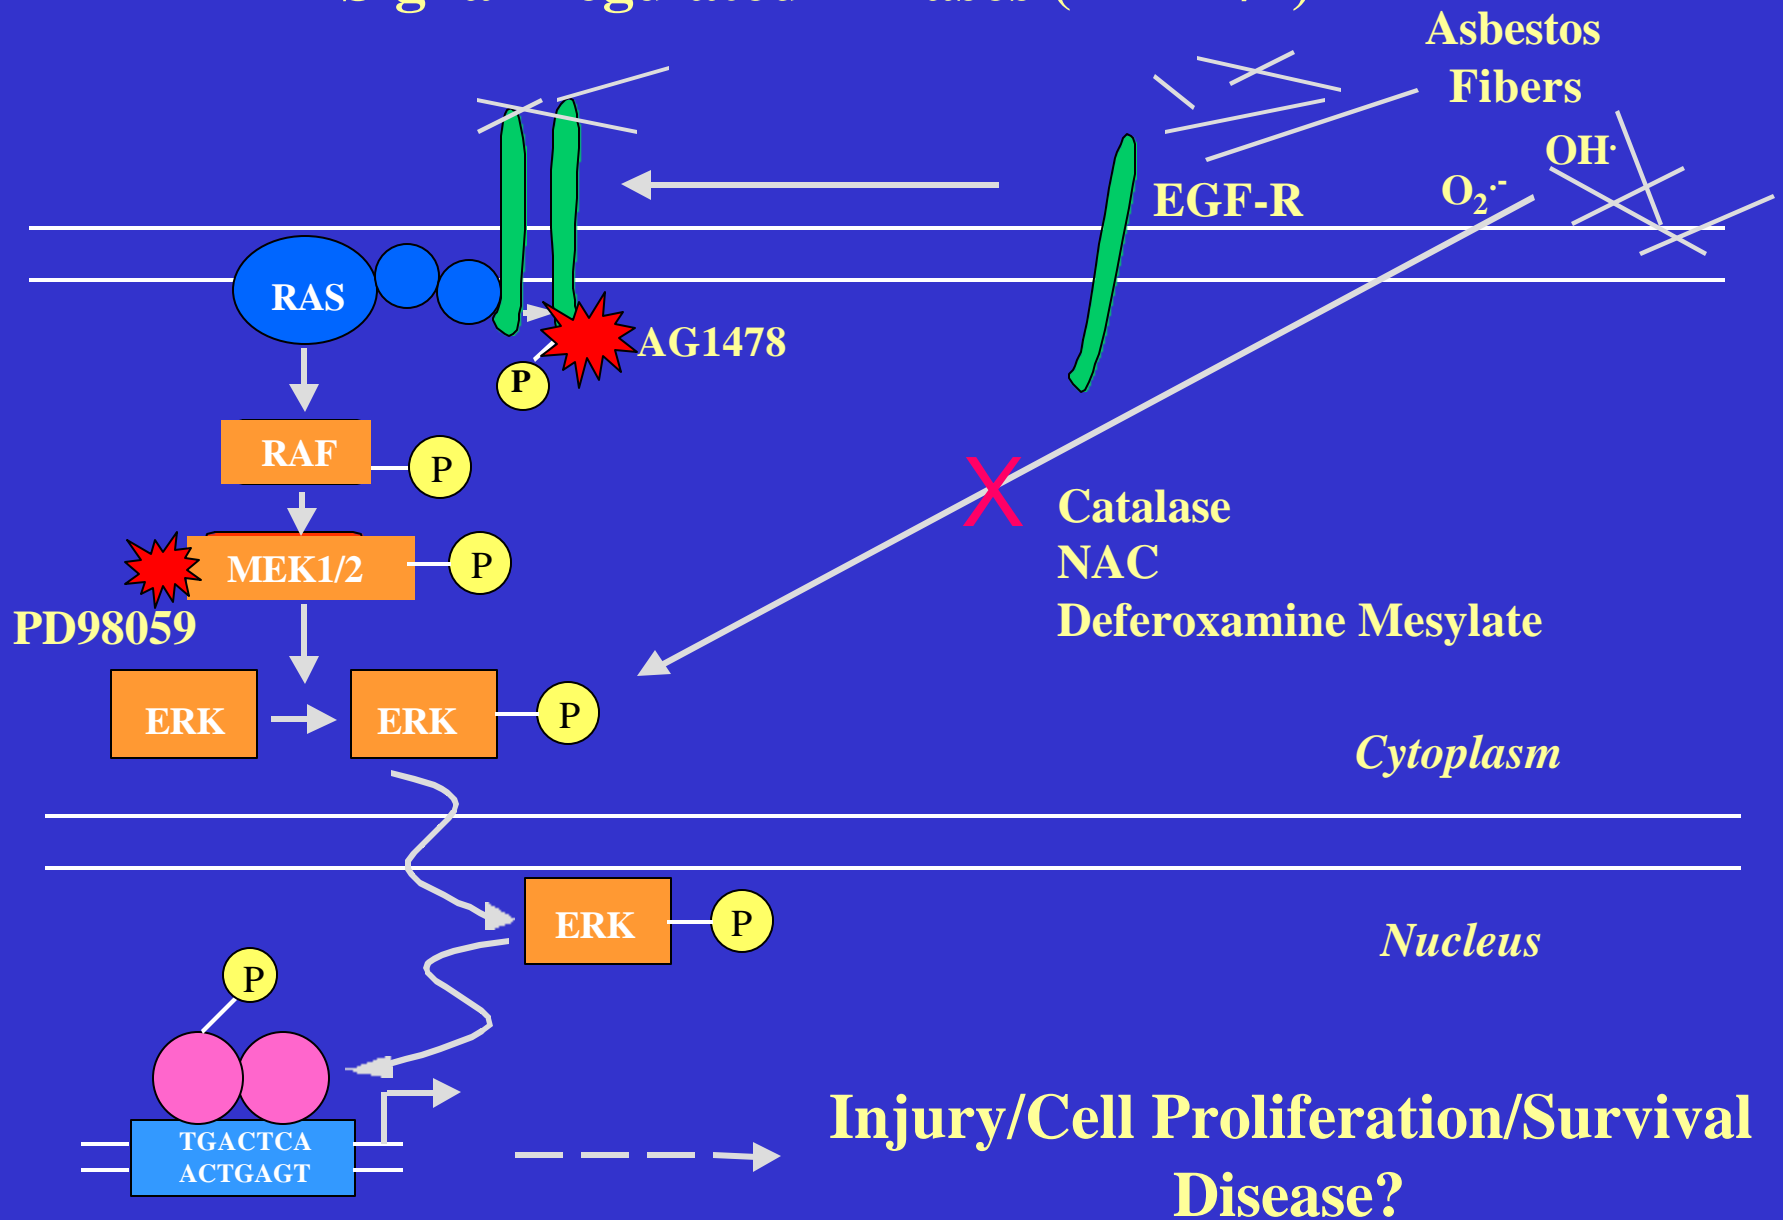 Asbestos
Fibers
OH·
O2·-
EGF-R
RAS
AG1478
P
RAF
P
Catalase
NAC
Deferoxamine Mesylate
MEK1/2
P
PD98059
ERK
ERK
P
Cytoplasm
ERK
P
Nucleus
P
TGACTCA
ACTGAGT
Injury/Cell Proliferation/Survival
Disease?